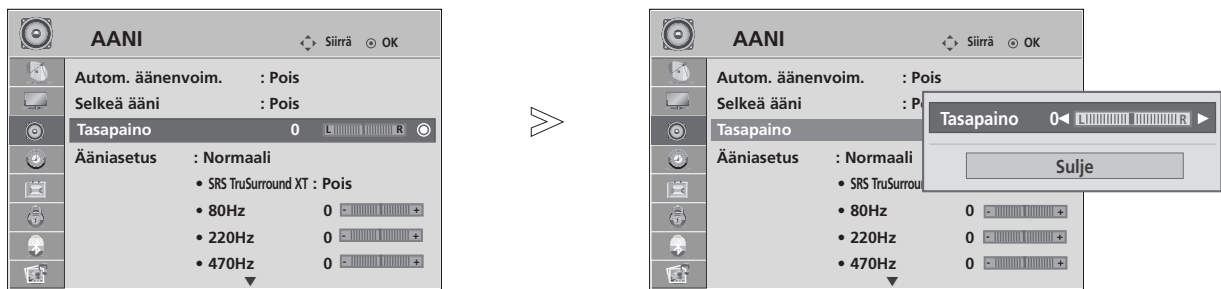 AANI Siirrä OK
Autom. äänenvoim. : Pois
Selkeä ääni : Pois
Tasapaino 0 L R
Ääniasetus : Normaali
• SRS TruSurround XT : Pois
• 80Hz 0 - +
• 220Hz 0 - +
• 470Hz 0 - +
AANI Siirrä OK
Autom. äänenvoim. : Pois
Selkeä ääni : P
Tasapaino
Tasapaino 0 L R
Sulje
Ääniasetus : Normaali
• SRS TruSurrou
• 80Hz 0 - +
• 220Hz 0 - +
• 470Hz 0 - +